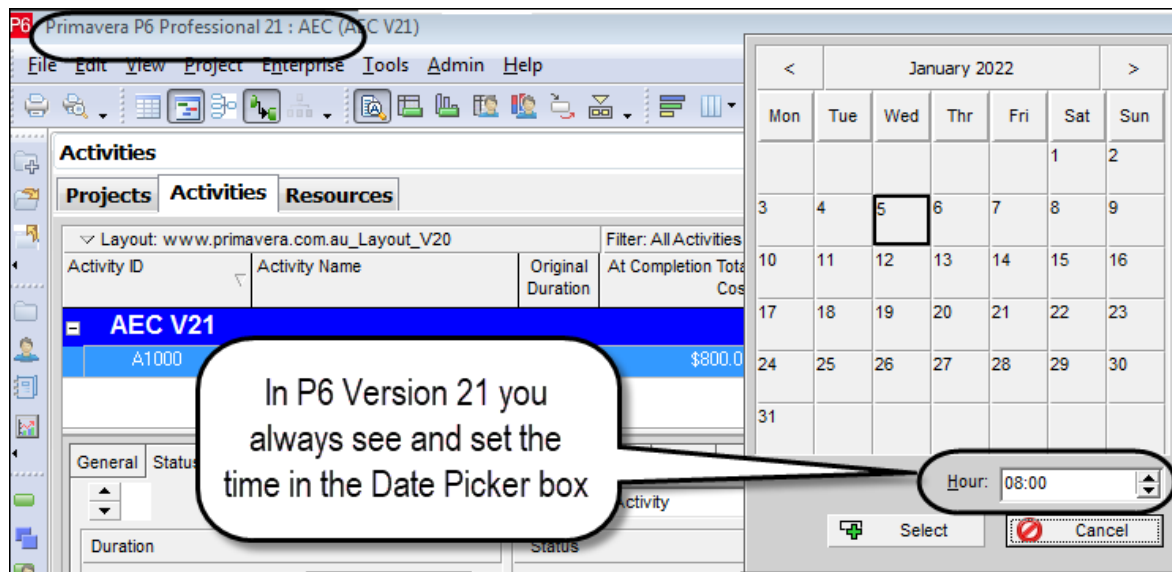 P6 Primavera P6 Professional 21 : AEC (AEC V21)
File Edit View Project Enterprise Tools Admin Help
Activities
Projects Activities Resources
Layout: www.primavera.com.au_Layout_V20 Filter: All Activities
Activity ID Activity Name Original Duration At Completion Tota
Cos
AEC V21
A1000 $800.0
General Status
Activity
Duration Status
In P6 Version 21 you
always see and set the
time in the Date Picker box
< January 2022 >
Mon Tue Wed Thr Fri Sat Sun
1 2
3 4 5 6 7 8 9
10 11 12 13 14 15 16
17 18 19 20 21 22 23
24 25 26 27 28 29 30
31
Hour: 08:00
Select Cancel